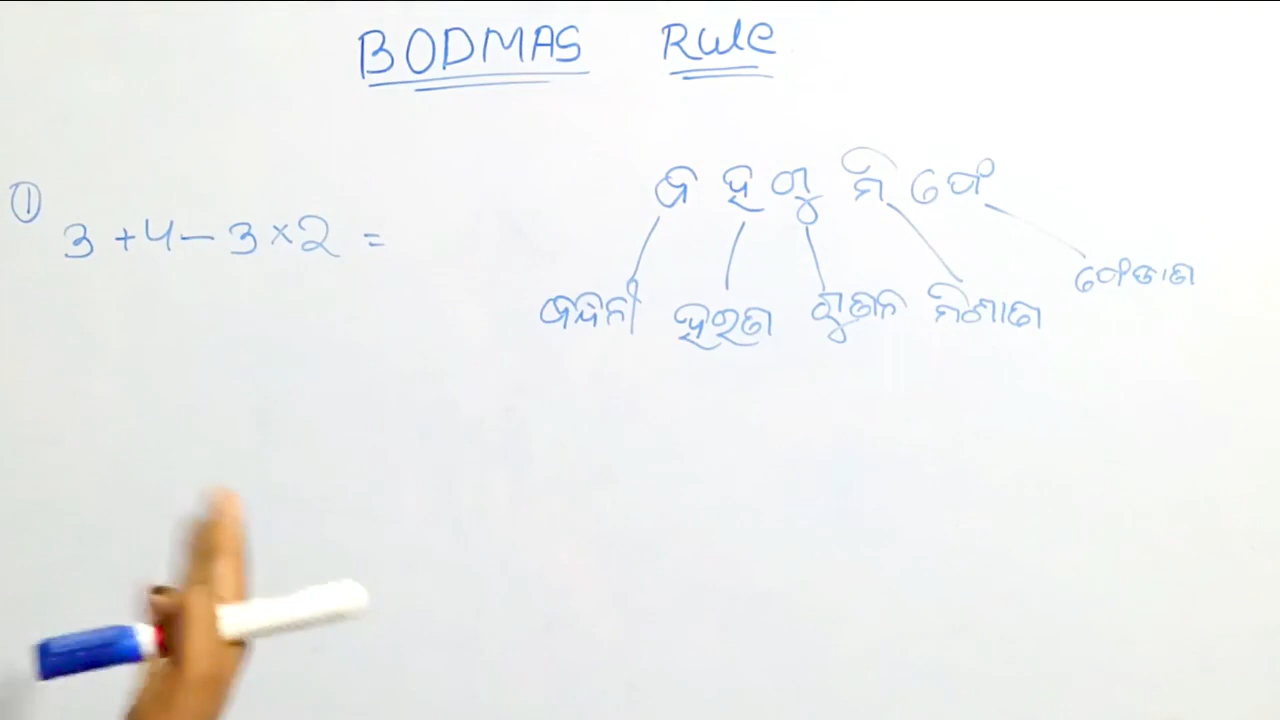 BODMAS Rule
ବ ହ ଗୁ ମି ଫେ
① 3 + 4 - 3 × 2 =
ବନ୍ଧନୀ ହରଣ ଗୁଣନ ମିଶାଣ ଫେଡାଣ